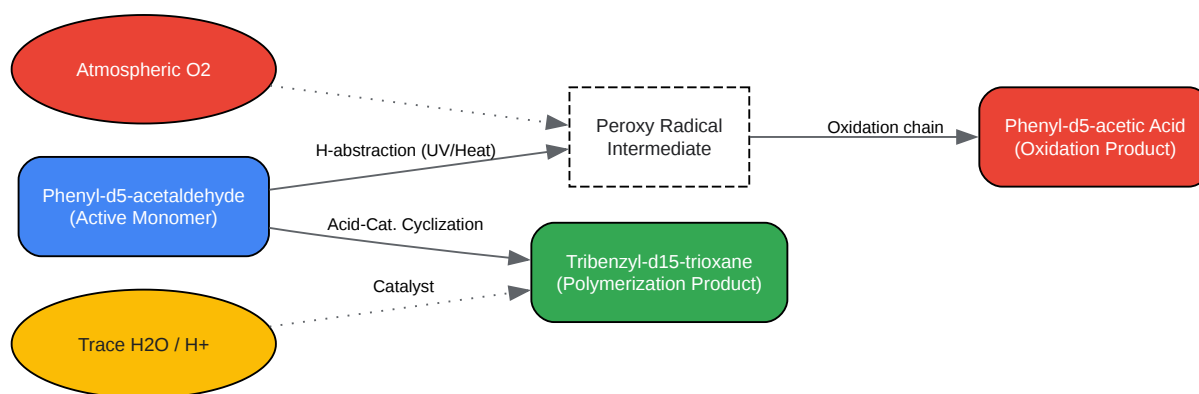 Atmospheric O2
Peroxy Radical
Intermediate
Oxidation chain
Phenyl-d5-acetic Acid
(Oxidation Product)
H-abstraction (UV/Heat)
Phenyl-d5-acetaldehyde
(Active Monomer)
Acid-Cat. Cyclization
Tribenzyl-d15-trioxane
(Polymerization Product)
Catalyst
Trace H2O / H+